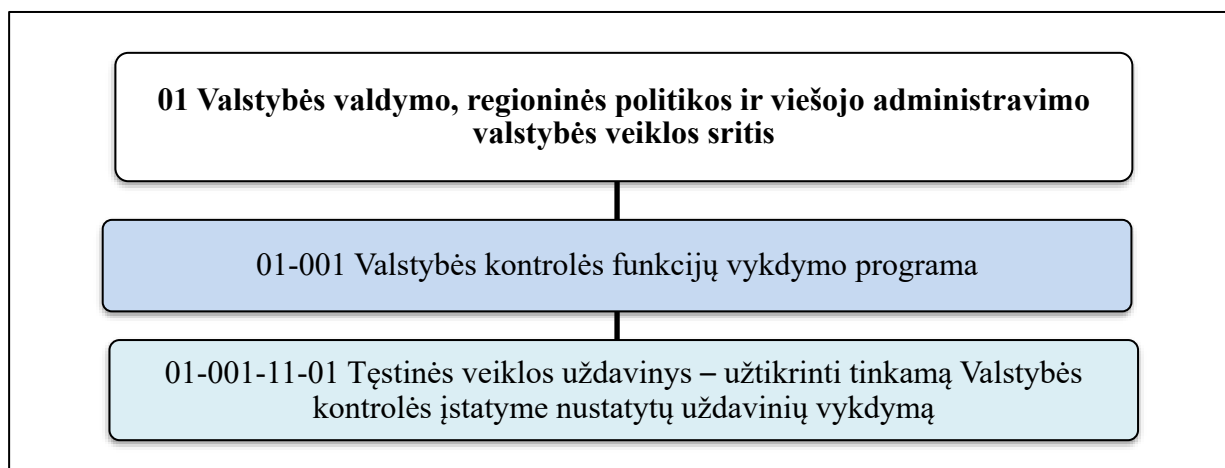 01 Valstybės valdymo, regioninės politikos ir viešojo administravimo
valstybės veiklos sritis
01-001 Valstybės kontrolės funkcijų vykdymo programa
01-001-11-01 Tęstinės veiklos uždavinys – užtikrinti tinkamą Valstybės
kontrolės įstatyme nustatytų uždavinių vykdymą